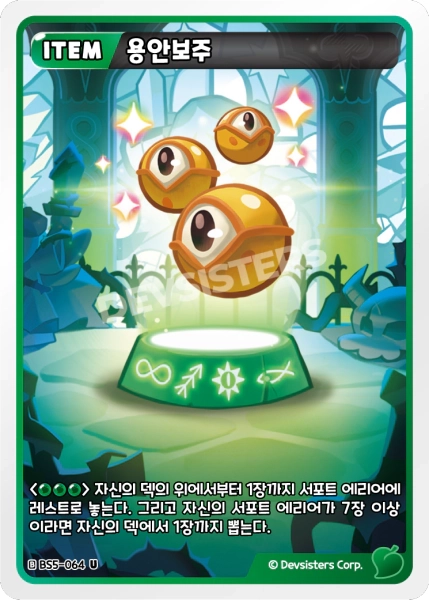 ITEM 용안보주
DEVSISTERS
<●●●> 자신의 덱의 위에서부터 1장까지 서포트 에리어에
레스트로 놓는다. 그리고 자신의 서포트 에리어가 7장 이상
이라면 자신의 덱에서 1장까지 뽑는다.
BS5-064 U
© Devsisters Corp.